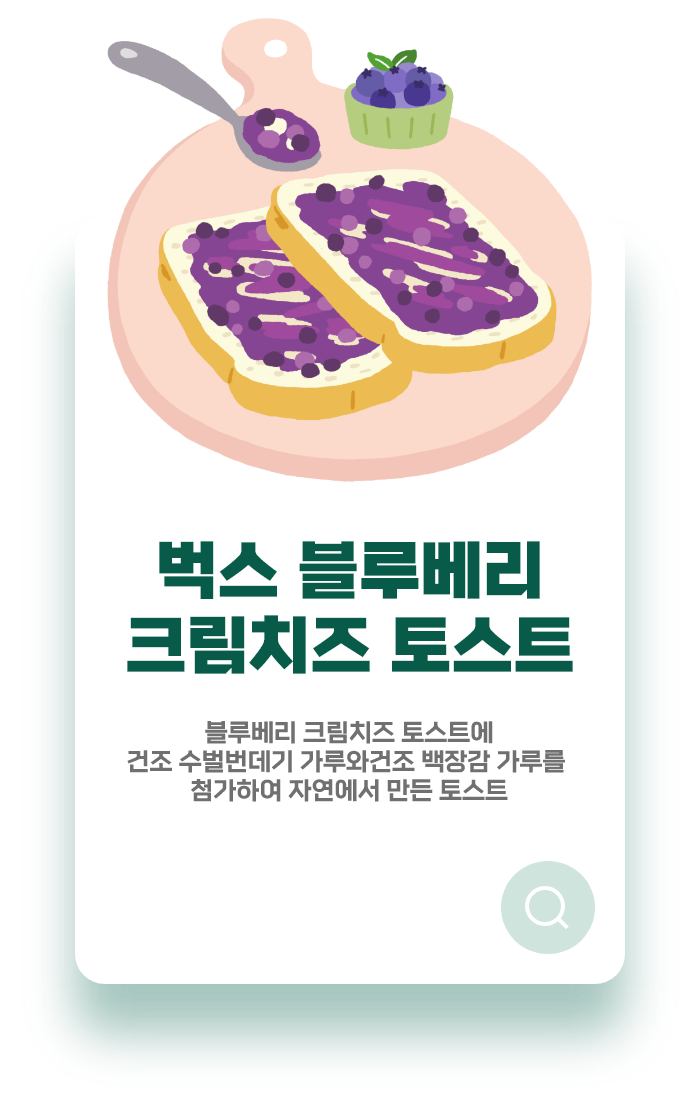 벅스 블루베리
크림치즈 토스트
블루베리 크림치즈 토스트에
건조 수벌번데기 가루와건조 백장감 가루를
첨가하여 자연에서 만든 토스트